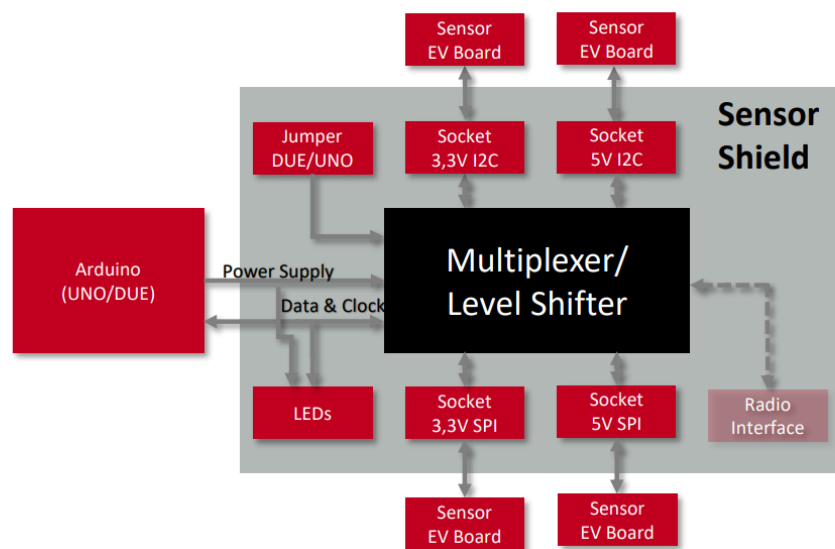 Sensor
EV Board
Sensor
EV Board
Sensor
Shield
Jumper
DUE/UNO
Socket
3,3V I2C
Socket
5V I2C
Arduino
(UNO/DUE)
Power Supply
Data & Clock
Multiplexer/
Level Shifter
LEDs
Socket
3,3V SPI
Socket
5V SPI
Radio
Interface
Sensor
EV Board
Sensor
EV Board